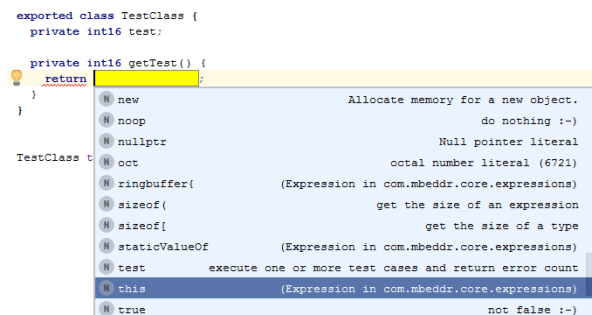 exported class TestClass {
private int16 test;
private int16 getTest() {
return ;
}
}
TestClass t
N new Allocate memory for a new object.
N noop do nothing :-)
N nullptr Null pointer literal
N oct octal number literal (6721)
N ringbuffer{ (Expression in com.mbeddr.core.expressions)
N sizeof( get the size of an expression
N sizeof[ get the size of a type
N staticValueOf (Expression in com.mbeddr.core.expressions)
N test execute one or more test cases and return error count
N this (Expression in com.mbeddr.core.expressions)
N true not false :-)